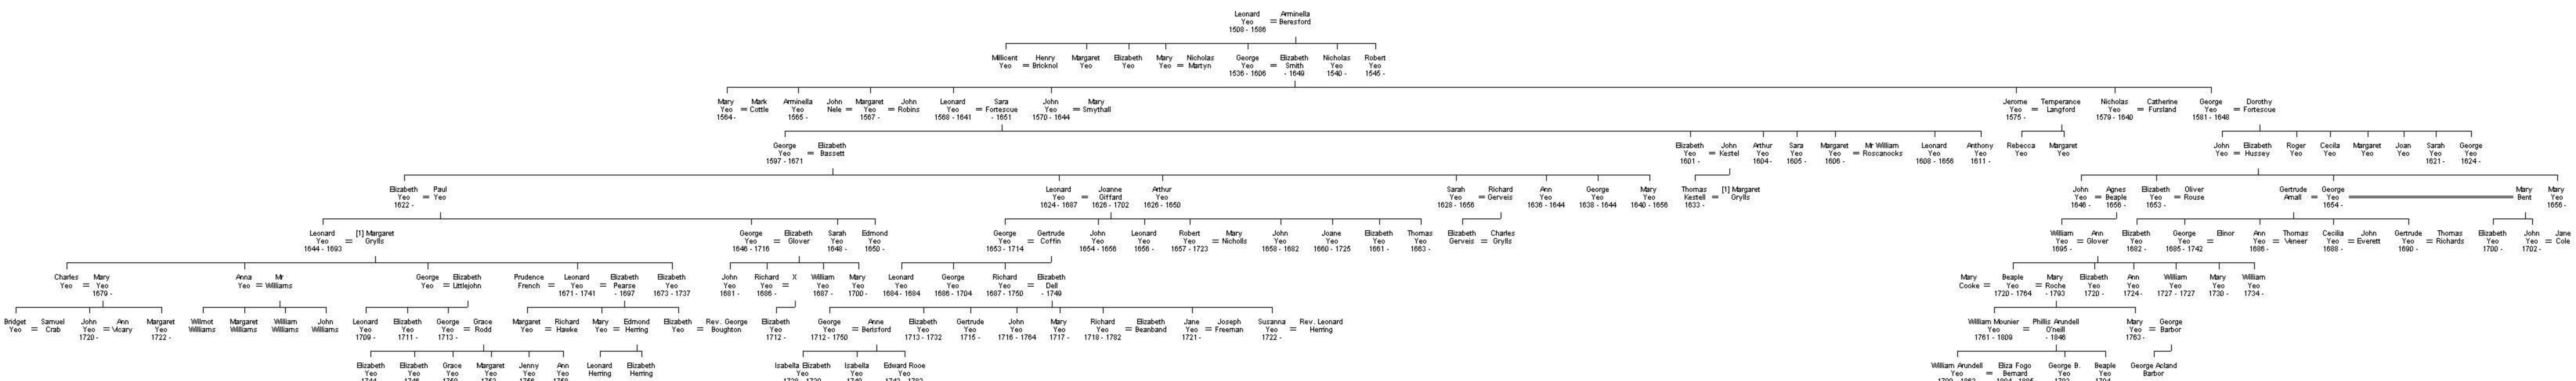 Leonard Arminella
Yeo = Beresford
1508 - 1586
Millicent Henry Margaret Elizabeth Mary Nicholas George Elizabeth Nicholas Robert
Yeo = Bricknol Yeo Yeo Yeo = Martyn Yeo = Smith Yeo Yeo
1536 - 1606 - 1649 1540 - 1545 -
Mary Mark Arminella John Margaret John Leonard Sara John Mary Jerome Temperance Nicholas Catherine George Dorothy
Yeo = Cottle Yeo Nele = Yeo = Robins Yeo = Fortescue Yeo = Smythall Yeo = Langford Yeo = Fursland Yeo = Fortescue
1564 - 1565 - 1567 - 1568 - 1641 - 1651 1570 - 1644 1575 - 1579 - 1640 1581 - 1648
George Elizabeth Elizabeth John Arthur Sara Margaret Mr William Leonard Anthony Rebecca Margaret John Elizabeth Roger Cecila Margaret Joan Sarah George
Yeo = Bassett Yeo = Kestel Yeo Yeo Yeo = Roscanocks Yeo Yeo Yeo Yeo Yeo = Hussey Yeo Yeo Yeo Yeo Yeo Yeo
1597 - 1671 1601 - 1604 - 1605 - 1606 - 1608 - 1656 1611 - 1621 - 1624 -
Elizabeth Paul Leonard Joanne Arthur Sarah Richard Ann George Mary Thomas [1] Margaret John Agnes Elizabeth Oliver Gertrude George Mary Mary
Yeo = Yeo Yeo = Giffard Yeo Yeo = Gerveis Yeo Yeo Yeo Kestell = Grylls Yeo = Beaple Yeo = Rouse Arnall = Yeo = Bent Yeo
1622 - 1624 - 1687 1626 - 1702 1626 - 1650 1628 - 1656 1636 - 1644 1638 - 1644 1640 - 1656 1633 - 1646 - 1656 - 1653 - 1654 - 1656 -
Leonard [1] Margaret George Elizabeth Sarah Edmond George Gertrude John Leonard Robert Mary John Joane Elizabeth Thomas Elizabeth Charles William Ann Elizabeth George Elinor Ann Thomas Cecilia John Gertrude Thomas Elizabeth John Jane
Yeo = Grylls Yeo = Glover Yeo Yeo Yeo = Coffin Yeo Yeo Yeo = Nicholls Yeo Yeo Yeo Yeo Gerveis = Grylls Yeo = Glover Yeo Yeo = Yeo = Veneer Yeo = Everett Yeo = Richards Yeo Yeo = Cole
1644 - 1693 1646 - 1716 1648 - 1650 - 1653 - 1714 1654 - 1656 1656 - 1657 - 1723 1658 - 1682 1660 - 1725 1661 - 1663 - 1695 - 1682 - 1685 - 1742 1686 - 1688 - 1690 - 1700 - 1702 -
Charles Mary Anna Mr George Elizabeth Prudence Leonard Elizabeth Elizabeth John Richard X William Mary Leonard George Richard Elizabeth Mary Beaple Mary Elizabeth Ann William Mary William
Yeo = Yeo Yeo = Williams Yeo = Littlejohn French = Yeo = Pearse Yeo Yeo Yeo = Yeo Yeo Yeo Yeo Yeo = Dell Cooke = Yeo = Roche Yeo Yeo Yeo Yeo Yeo
1679 - 1671 - 1741 - 1697 1673 - 1737 1681 - 1686 - 1687 - 1700 - 1684 - 1684 1686 - 1704 1687 - 1750 - 1749 1720 - 1764 - 1793 1720 - 1724 - 1727 - 1727 1730 - 1734 -
Bridget Samuel John Ann Margaret Wilmot Margaret William John Leonard Elizabeth George Grace Margaret Richard Mary Edmond Elizabeth Rev. George Elizabeth George Anne Elizabeth Gertrude John Mary Richard Elizabeth Jane Joseph Susanna Rev. Leonard William Mounier Phillis Arundell Mary George
Yeo = Crab Yeo = Vicary Yeo Williams Williams Williams Williams Yeo Yeo Yeo = Rodd Yeo = Hawke Yeo = Herring Yeo = Boughton Yeo Yeo = Berisford Yeo Yeo Yeo Yeo Yeo = Beanband Yeo = Freeman Yeo = Herring Yeo = O'neill Yeo = Barbor
1720 - 1722 - 1709 - 1711 - 1713 - 1712 - 1712 - 1750 1713 - 1732 1715 - 1716 - 1764 1717 - 1718 - 1782 1721 - 1722 - 1761 - 1809 - 1846 1763 -
Elizabeth Elizabeth Grace Margaret Jenny Ann Leonard Elizabeth Isabella Elizabeth Isabella Edward Rooe William Arundell Eliza Fogo George B. Beaple George Acland
Yeo Yeo Yeo Yeo Yeo Yeo Herring Herring Yeo Yeo Yeo Yeo = Bernard Yeo Yeo Barbor